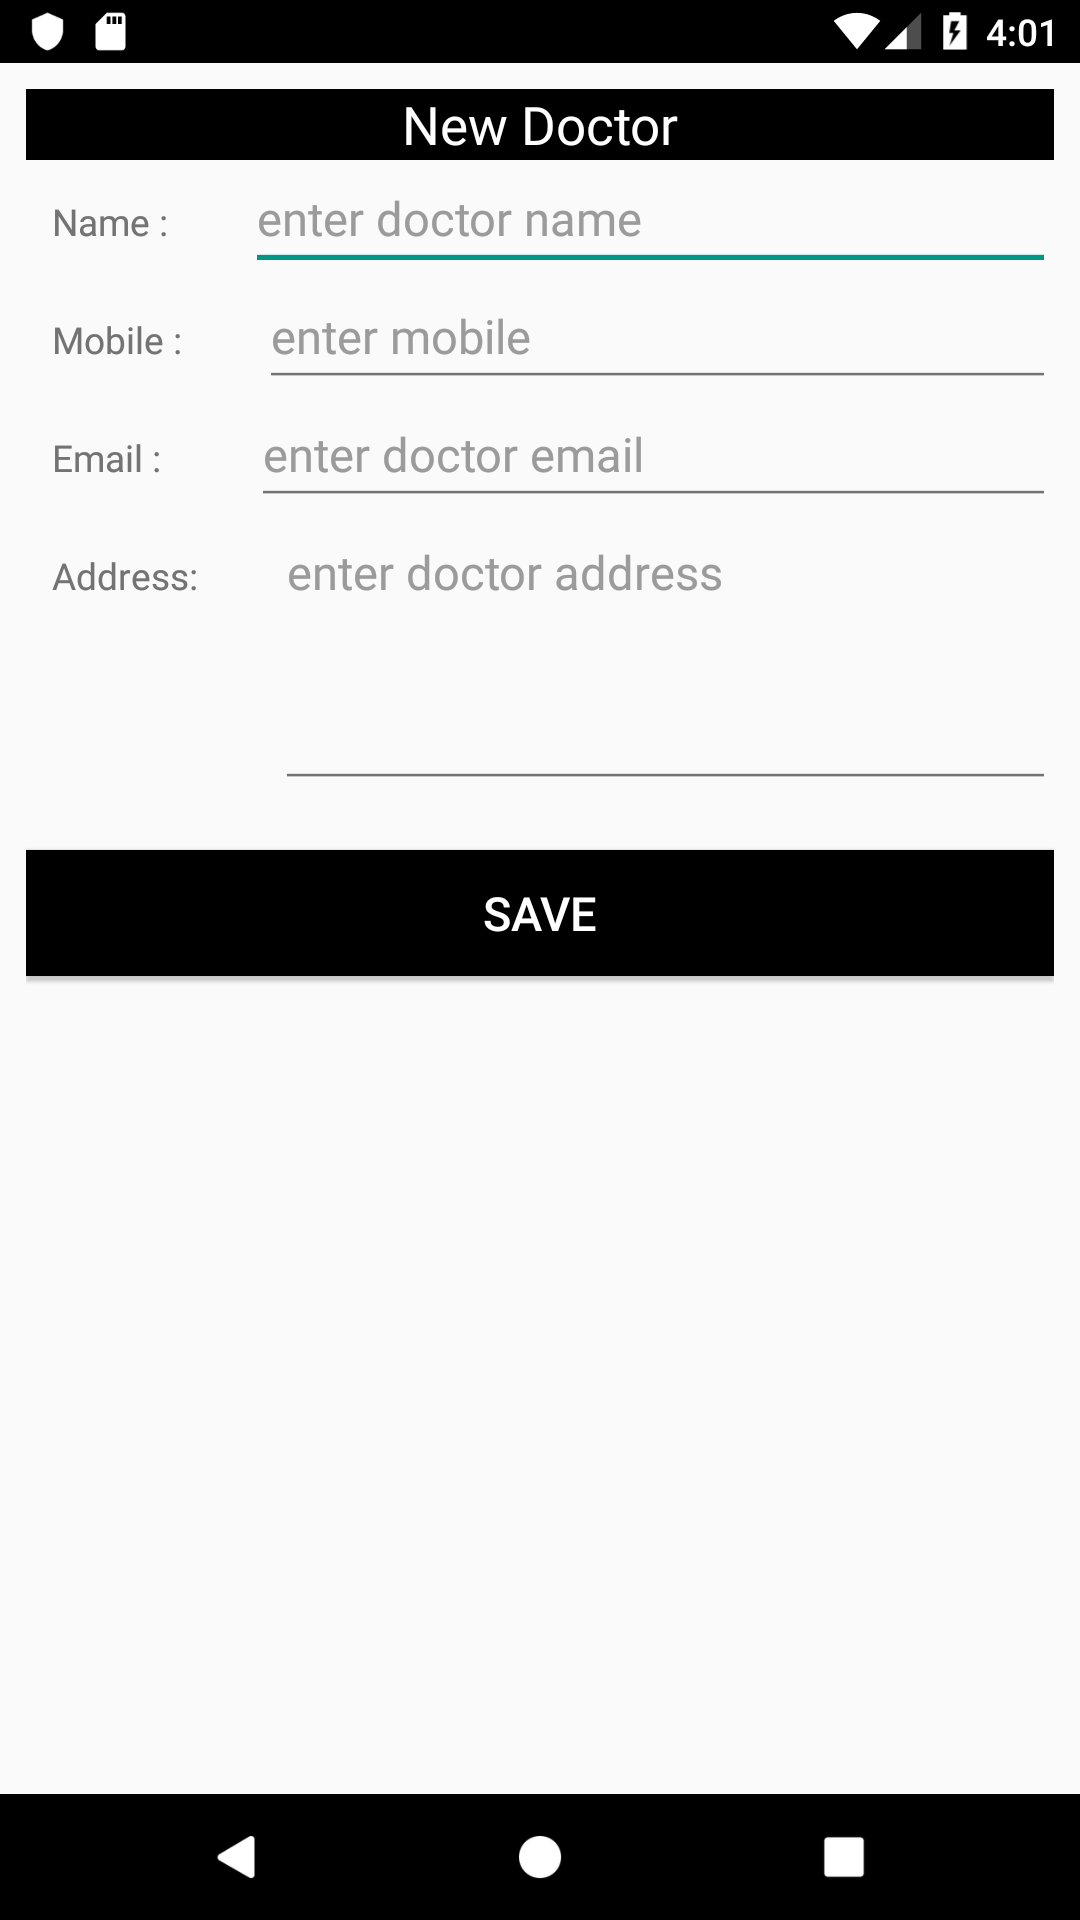 4:01
New Doctor
Name : enter doctor name
Mobile : enter mobile
Email : enter doctor email
Address: enter doctor address
SAVE